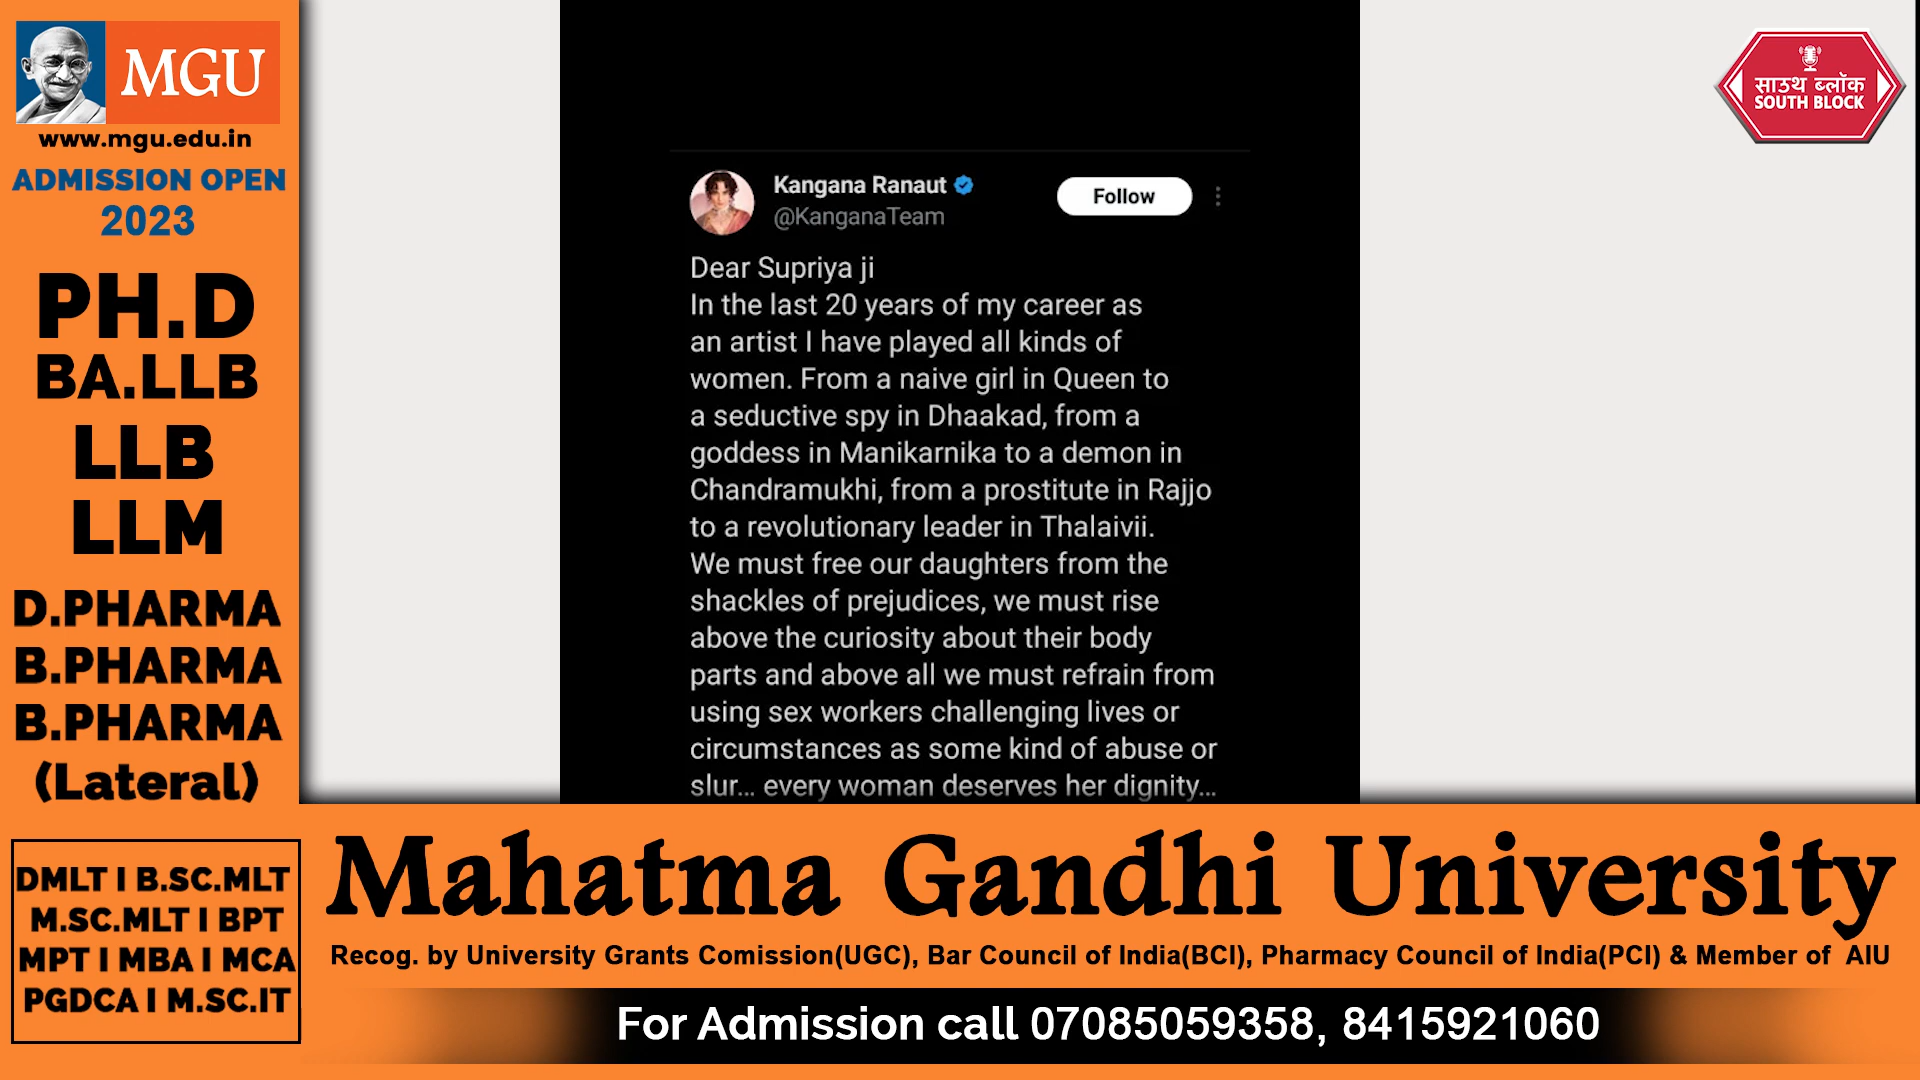 MGU
www.mgu.edu.in
ADMISSION OPEN
2023
PH.D
BA.LLB
LLB
LLM
D.PHARMA
B.PHARMA
B.PHARMA
(Lateral)
DMLT I B.SC.MLT
M.SC.MLT I BPT
MPT I MBA I MCA
PGDCA I M.SC.IT
साउथ ब्लॉक
SOUTH BLOCK
Kangana Ranaut
@KanganaTeam
Follow
Dear Supriya ji
In the last 20 years of my career as
an artist I have played all kinds of
women. From a naive girl in Queen to
a seductive spy in Dhaakad, from a
goddess in Manikarnika to a demon in
Chandramukhi, from a prostitute in Rajjo
to a revolutionary leader in Thalaivii.
We must free our daughters from the
shackles of prejudices, we must rise
above the curiosity about their body
parts and above all we must refrain from
using sex workers challenging lives or
circumstances as some kind of abuse or
slur... every woman deserves her dignity...
Mahatma Gandhi University
Recog. by University Grants Comission(UGC), Bar Council of India(BCI), Pharmacy Council of India(PCI) & Member of AIU
For Admission call 07085059358, 8415921060